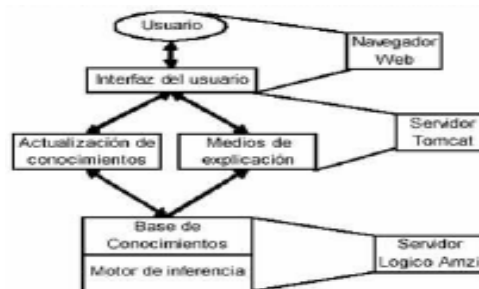 Usuario
Navegador
Web
Interfaz del usuario
Servidor
Tomcat
Actualización de
conocimientos
Medios de
explicación
Base de
Conocimientos
Motor de inferencia
Servidor
Logico Amzi